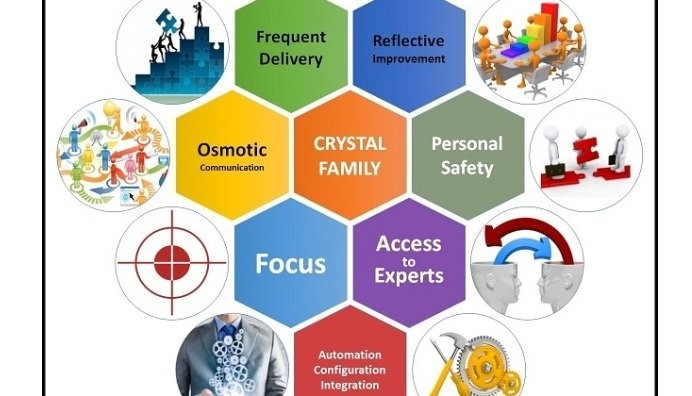 Frequent
Delivery
Reflective
Improvement
Osmotic
Communication
CRYSTAL
FAMILY
Personal
Safety
Focus
Access
to
Experts
Automation
Configuration
Integration